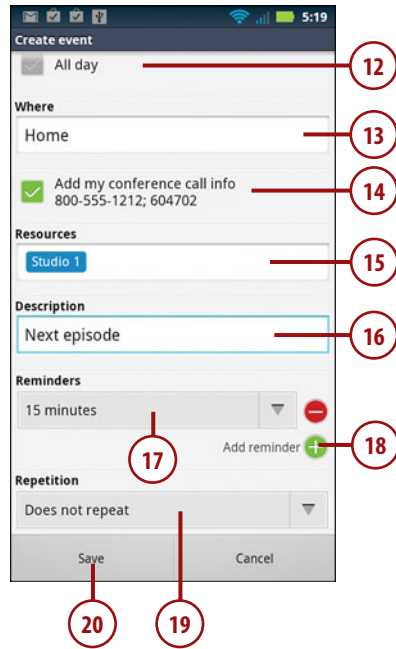 5:19
Create event
All day
12
Where
Home
13
Add my conference call info
800-555-1212; 604702
14
Resources
Studio 1
15
Description
Next episode
16
Reminders
15 minutes
17
Add reminder
18
Repetition
Does not repeat
19
Save
Cancel
20